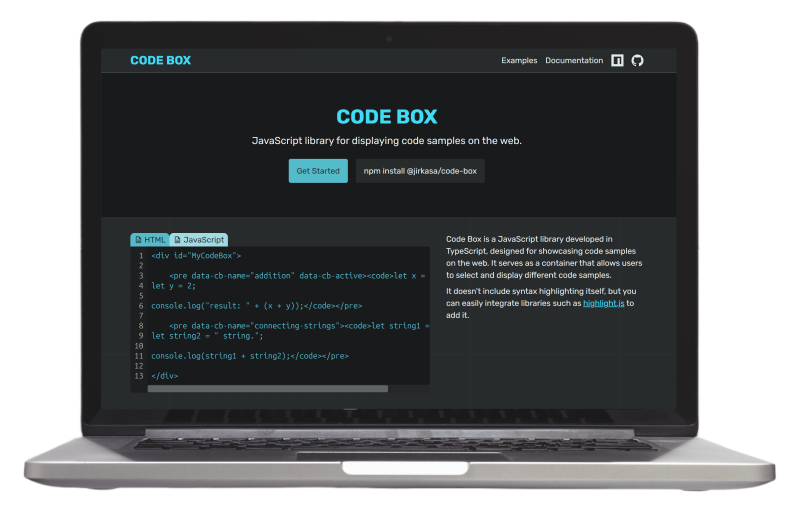 CODE BOX
Examples Documentation
CODE BOX
JavaScript library for displaying code samples on the web.
Get Started
npm install @jirkasa/code-box
HTML JavaScript
1 <div id="MyCodeBox">
2
3 <pre data-cb-name="addition" data-cb-active><code>let x =
4 let y = 2;
5
6 console.log("result: " + (x + y));</code></pre>
7
8 <pre data-cb-name="connecting-strings"><code>let string1 =
9 let string2 = " string.";
10
11 console.log(string1 + string2);</code></pre>
12
13 </div>
Code Box is a JavaScript library developed in
TypeScript, designed for showcasing code samples
on the web. It serves as a container that allows users
to select and display different code samples.
It doesn't include syntax highlighting itself, but you
can easily integrate libraries such as highlight.js to
add it.